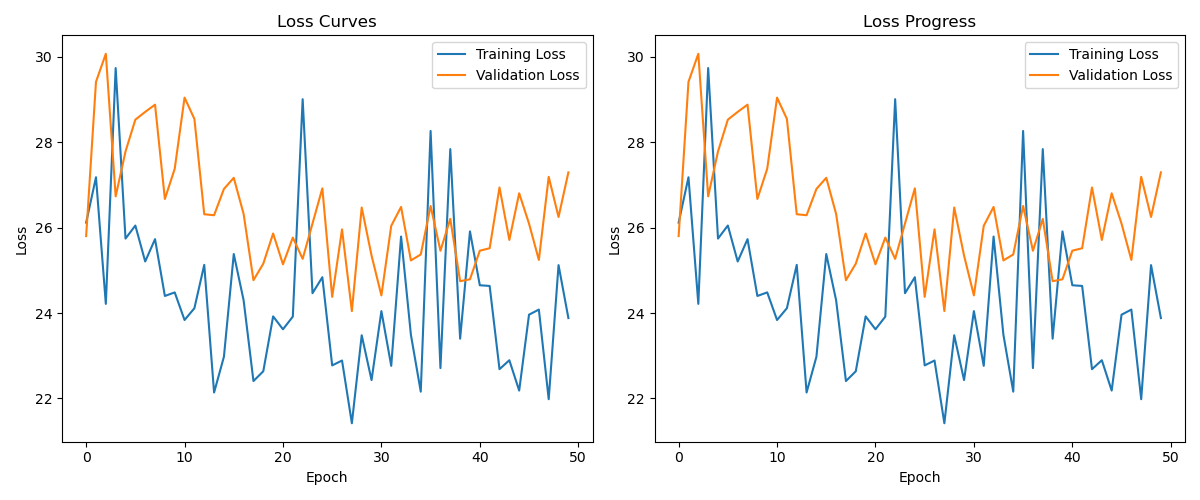 Loss Curves
Training Loss
Validation Loss
Loss
30
28
26
24
22
0 10 20 30 40 50
Epoch
Loss Progress
Training Loss
Validation Loss
Loss
30
28
26
24
22
0 10 20 30 40 50
Epoch